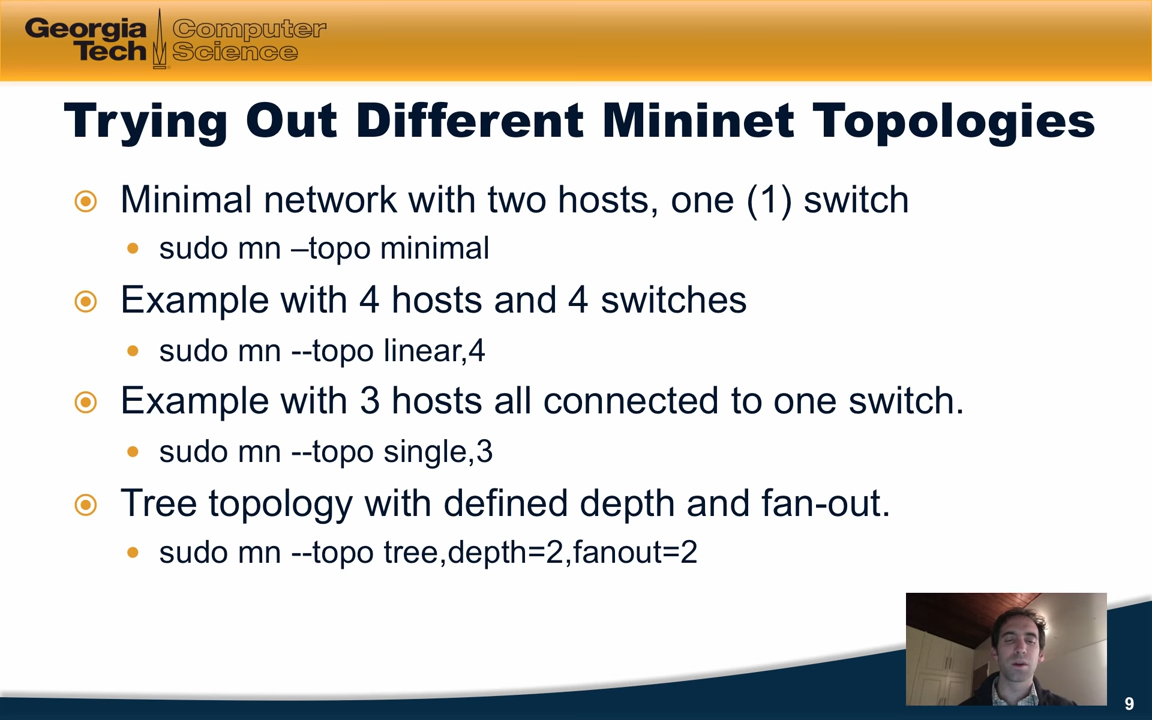 Georgia Tech Computer Science
Trying Out Different Mininet Topologies
Minimal network with two hosts, one (1) switch
sudo mn –topo minimal
Example with 4 hosts and 4 switches
sudo mn --topo linear,4
Example with 3 hosts all connected to one switch.
sudo mn --topo single,3
Tree topology with defined depth and fan-out.
sudo mn --topo tree,depth=2,fanout=2
9